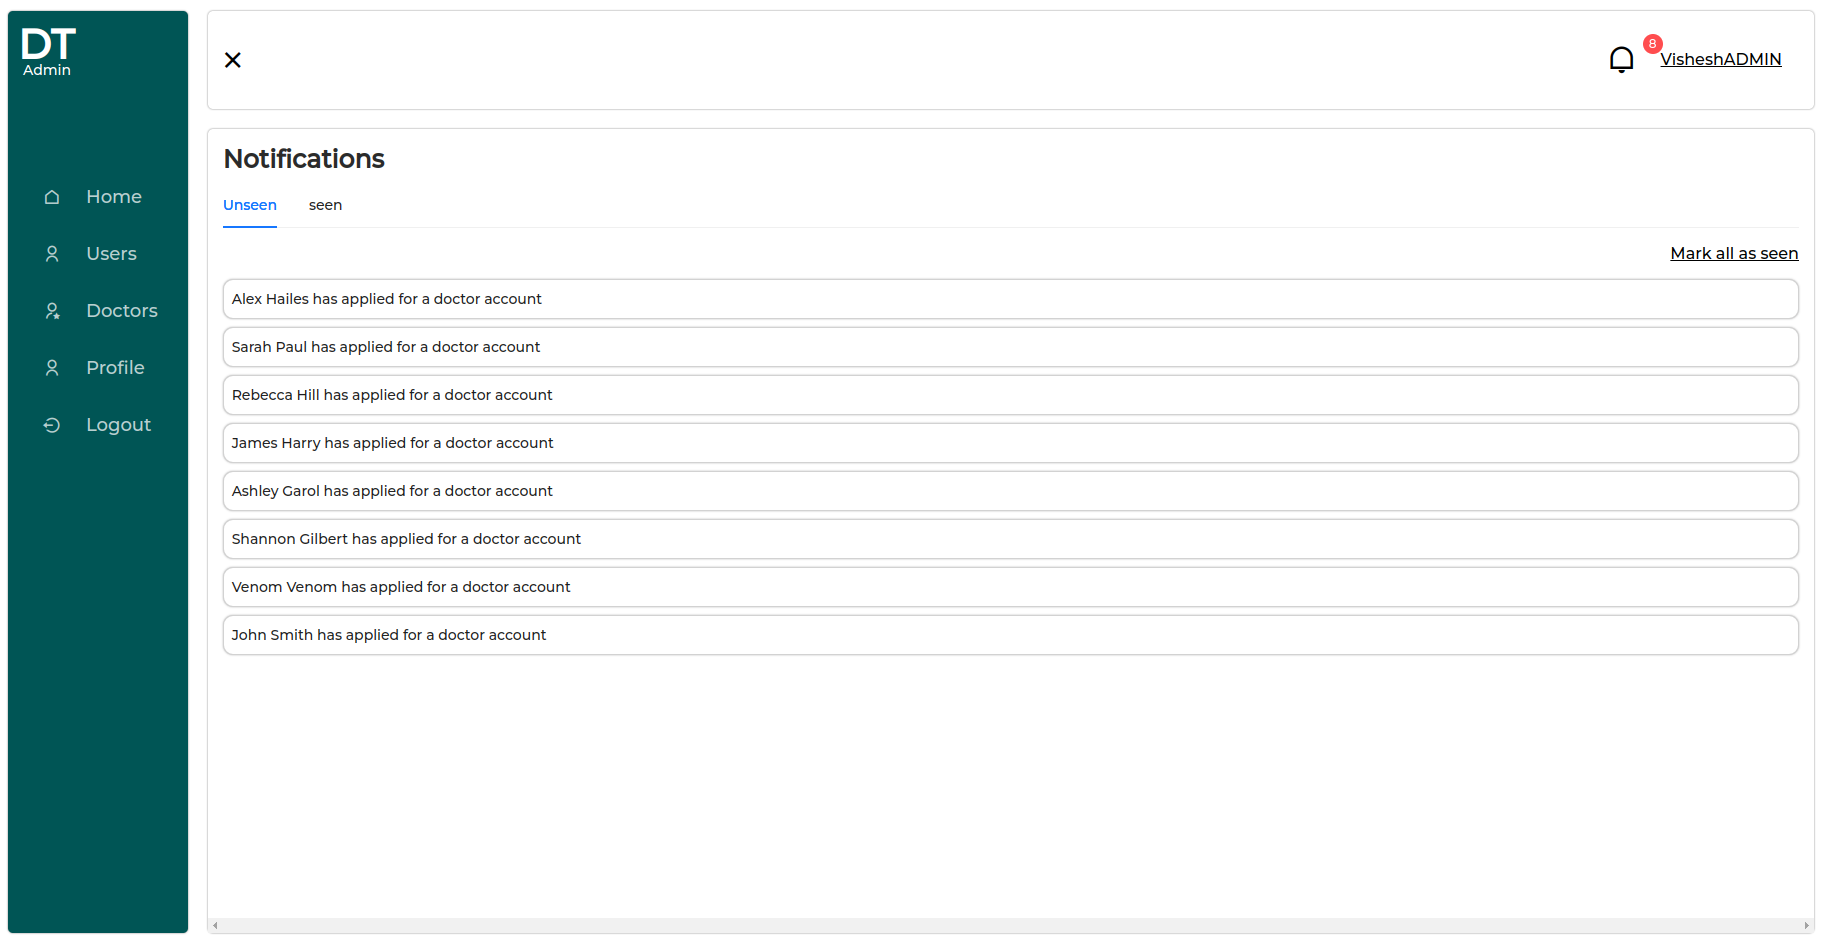 DT
Admin
Home
Users
Doctors
Profile
Logout
8
VisheshADMIN
Notifications
Unseen seen
Mark all as seen
Alex Hailes has applied for a doctor account
Sarah Paul has applied for a doctor account
Rebecca Hill has applied for a doctor account
James Harry has applied for a doctor account
Ashley Garol has applied for a doctor account
Shannon Gilbert has applied for a doctor account
Venom Venom has applied for a doctor account
John Smith has applied for a doctor account